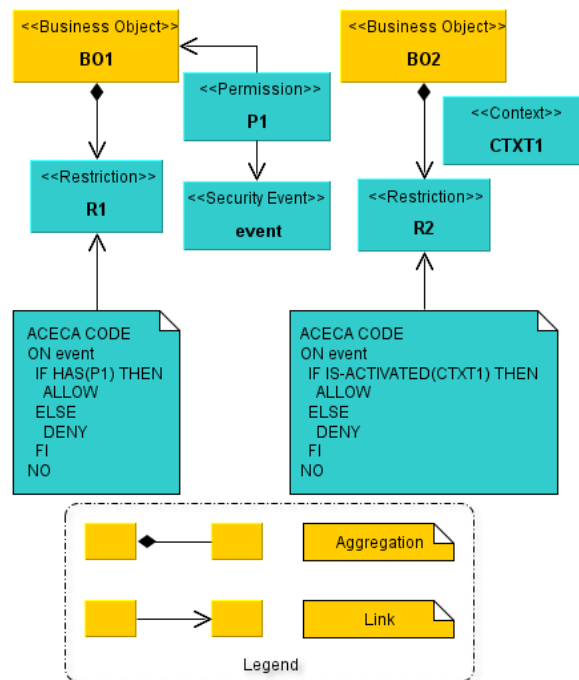 <<Business Object>>
BO1
<<Business Object>>
BO2
<<Permission>>
P1
<<Context>>
CTXT1
<<Restriction>>
R1
<<Security Event>>
event
<<Restriction>>
R2
ACECA CODE
ON event
IF HAS(P1) THEN
ALLOW
ELSE
DENY
FI
NO
ACECA CODE
ON event
IF IS-ACTIVATED(CTXT1) THEN
ALLOW
ELSE
DENY
FI
NO
Aggregation
Link
Legend